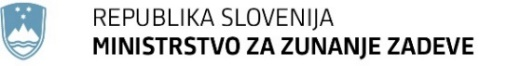 REPUBLIKA SLOVENIJA
MINISTRSTVO ZA ZUNANJE ZADEVE